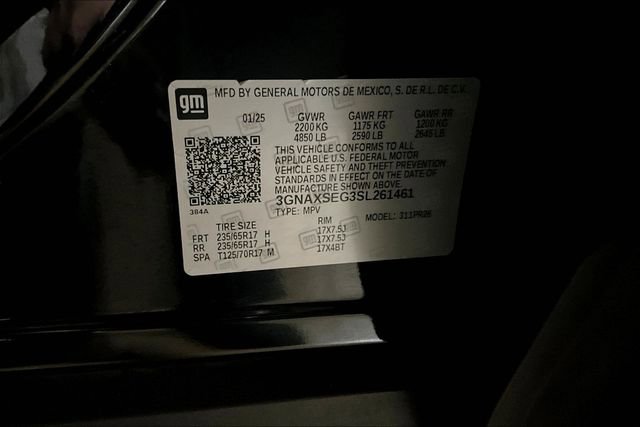 gm MFD BY GENERAL MOTORS DE MEXICO, S. DE R.L. DE C.V.
01/25 GVWR GAWR FRT GAWR RR
2200 KG 1175 KG 1200 KG
4850 LB 2590 LB 2646 LB
THIS VEHICLE CONFORMS TO ALL
APPLICABLE U.S. FEDERAL MOTOR
VEHICLE SAFETY AND THEFT PREVENTION
STANDARDS IN EFFECT ON THE DATE OF
MANUFACTURE SHOWN ABOVE.
3GNAXSEG3SL261461
384A
TYPE: MPV MODEL: 311PR26
TIRE SIZE RIM
FRT 235/65R17 H 17X7.5J
RR 235/65R17 H 17X7.5J
SPA T125/70R17 M 17X4BT